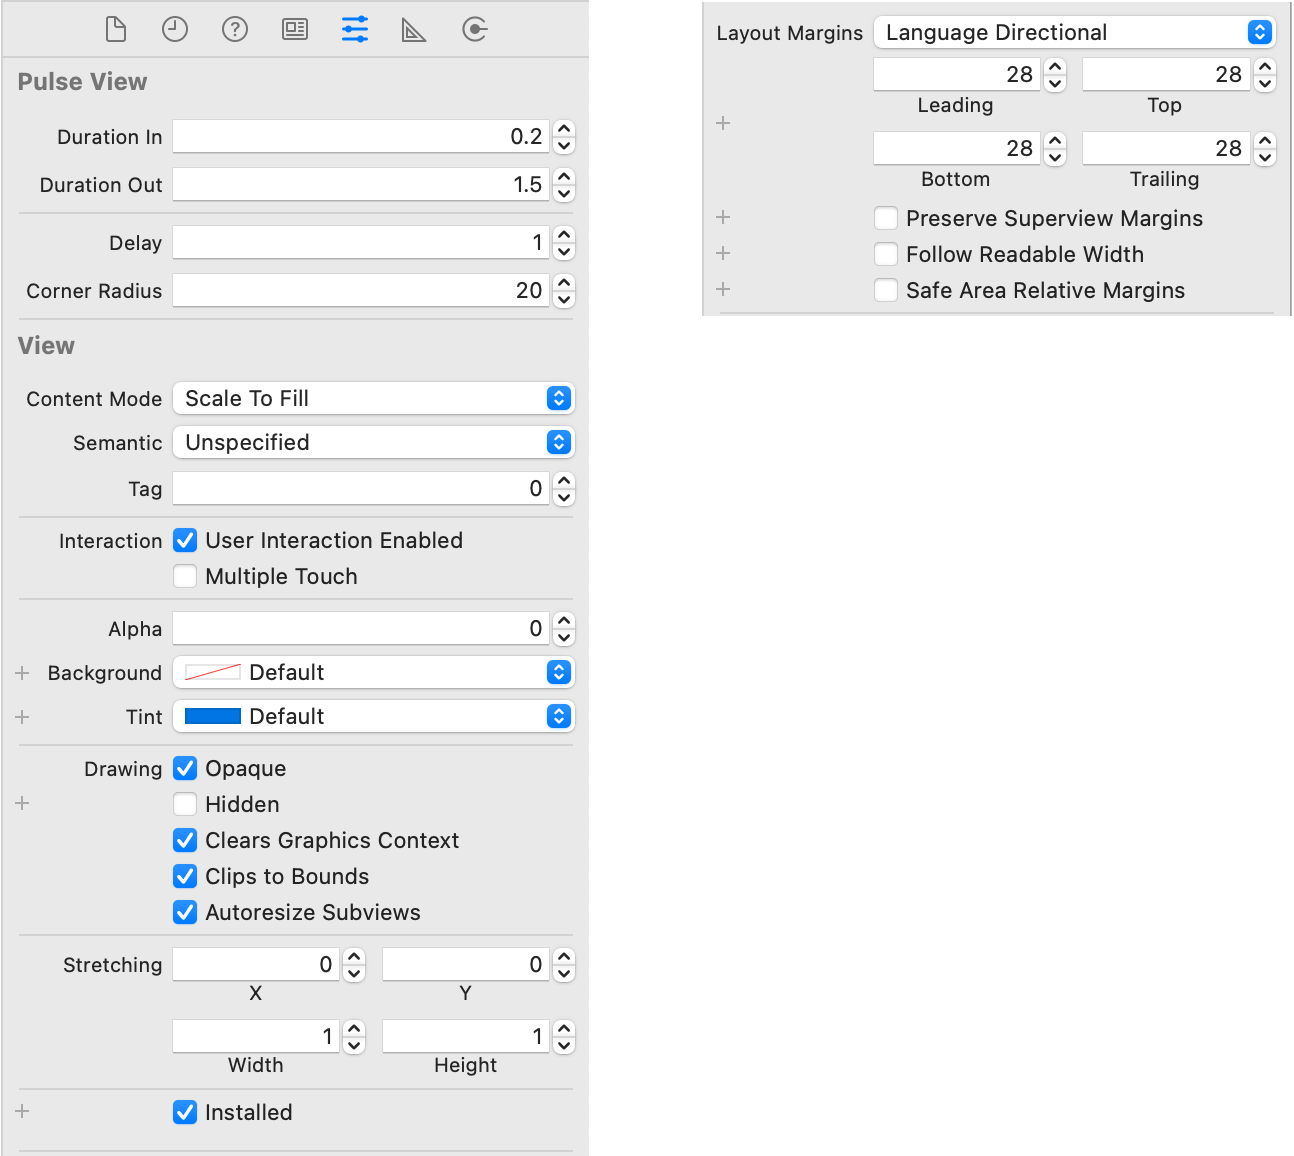 Pulse View
Duration In 0.2
Duration Out 1.5
Delay 1
Corner Radius 20
View
Content Mode Scale To Fill
Semantic Unspecified
Tag 0
Interaction User Interaction Enabled
Multiple Touch
Alpha 0
Background Default
Tint Default
Drawing Opaque
Hidden
Clears Graphics Context
Clips to Bounds
Autoresize Subviews
Stretching 0 0
X Y
1 1
Width Height
Installed
Layout Margins Language Directional
28 28
Leading Top
28 28
Bottom Trailing
Preserve Superview Margins
Follow Readable Width
Safe Area Relative Margins